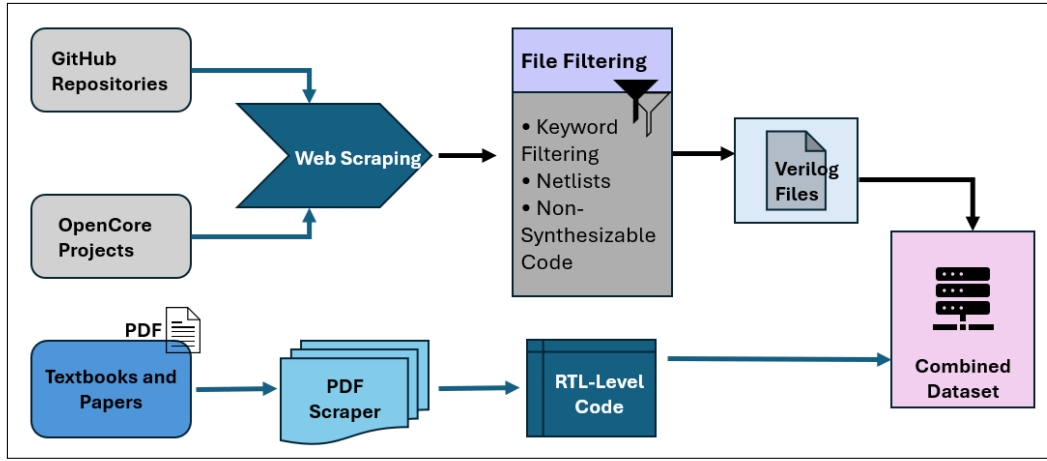 GitHub
Repositories
OpenCore
Projects
Web Scraping
File Filtering
• Keyword
Filtering
• Netlists
• Non-
Synthesizable
Code
Verilog
Files
PDF
Textbooks and
Papers
PDF
Scraper
RTL-Level
Code
Combined
Dataset